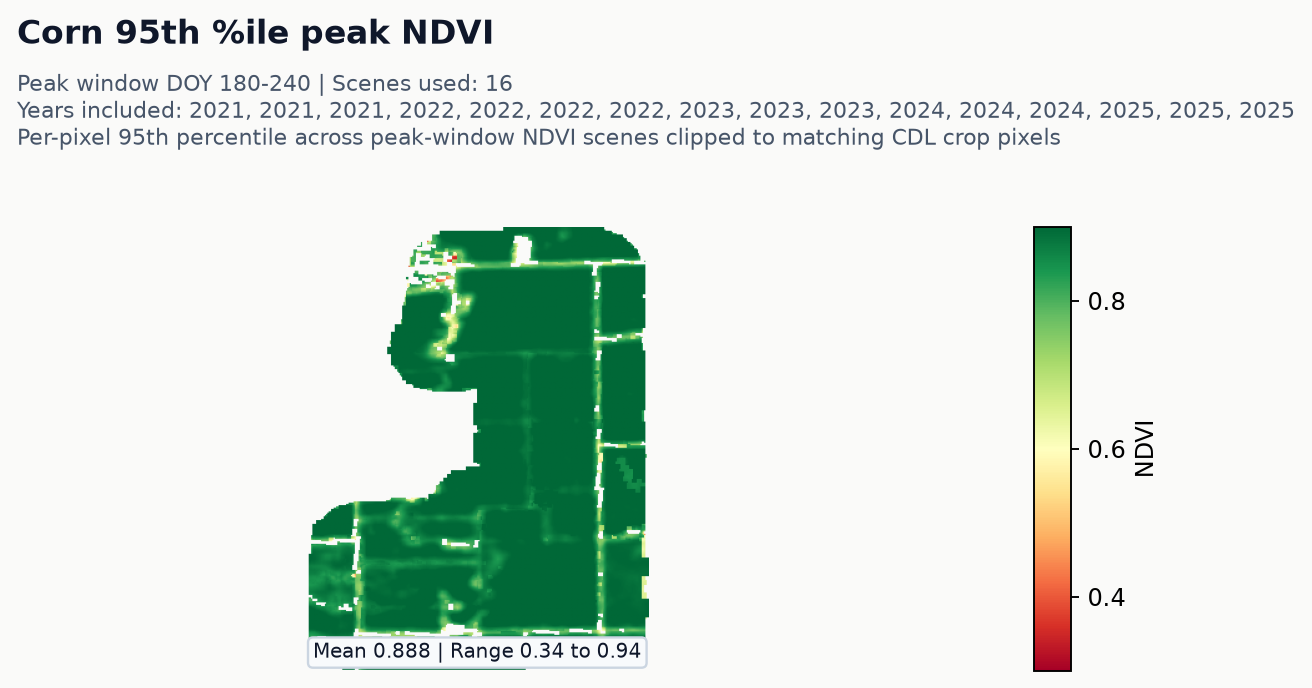 Corn 95th %ile peak NDVI
Peak window DOY 180-240 | Scenes used: 16
Years included: 2021, 2021, 2021, 2022, 2022, 2022, 2022, 2023, 2023, 2023, 2024, 2024, 2024, 2025, 2025, 2025
Per-pixel 95th percentile across peak-window NDVI scenes clipped to matching CDL crop pixels
0.8
0.6
0.4
NDVI
Mean 0.888 | Range 0.34 to 0.94